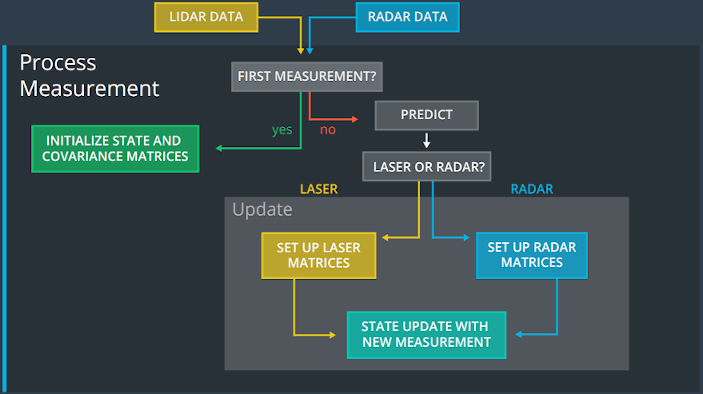 LIDAR DATA
RADAR DATA
Process
Measurement
FIRST MEASUREMENT?
yes
no
PREDICT
INITIALIZE STATE AND
COVARIANCE MATRICES
LASER OR RADAR?
LASER
RADAR
Update
SET UP LASER
MATRICES
SET UP RADAR
MATRICES
STATE UPDATE WITH
NEW MEASUREMENT